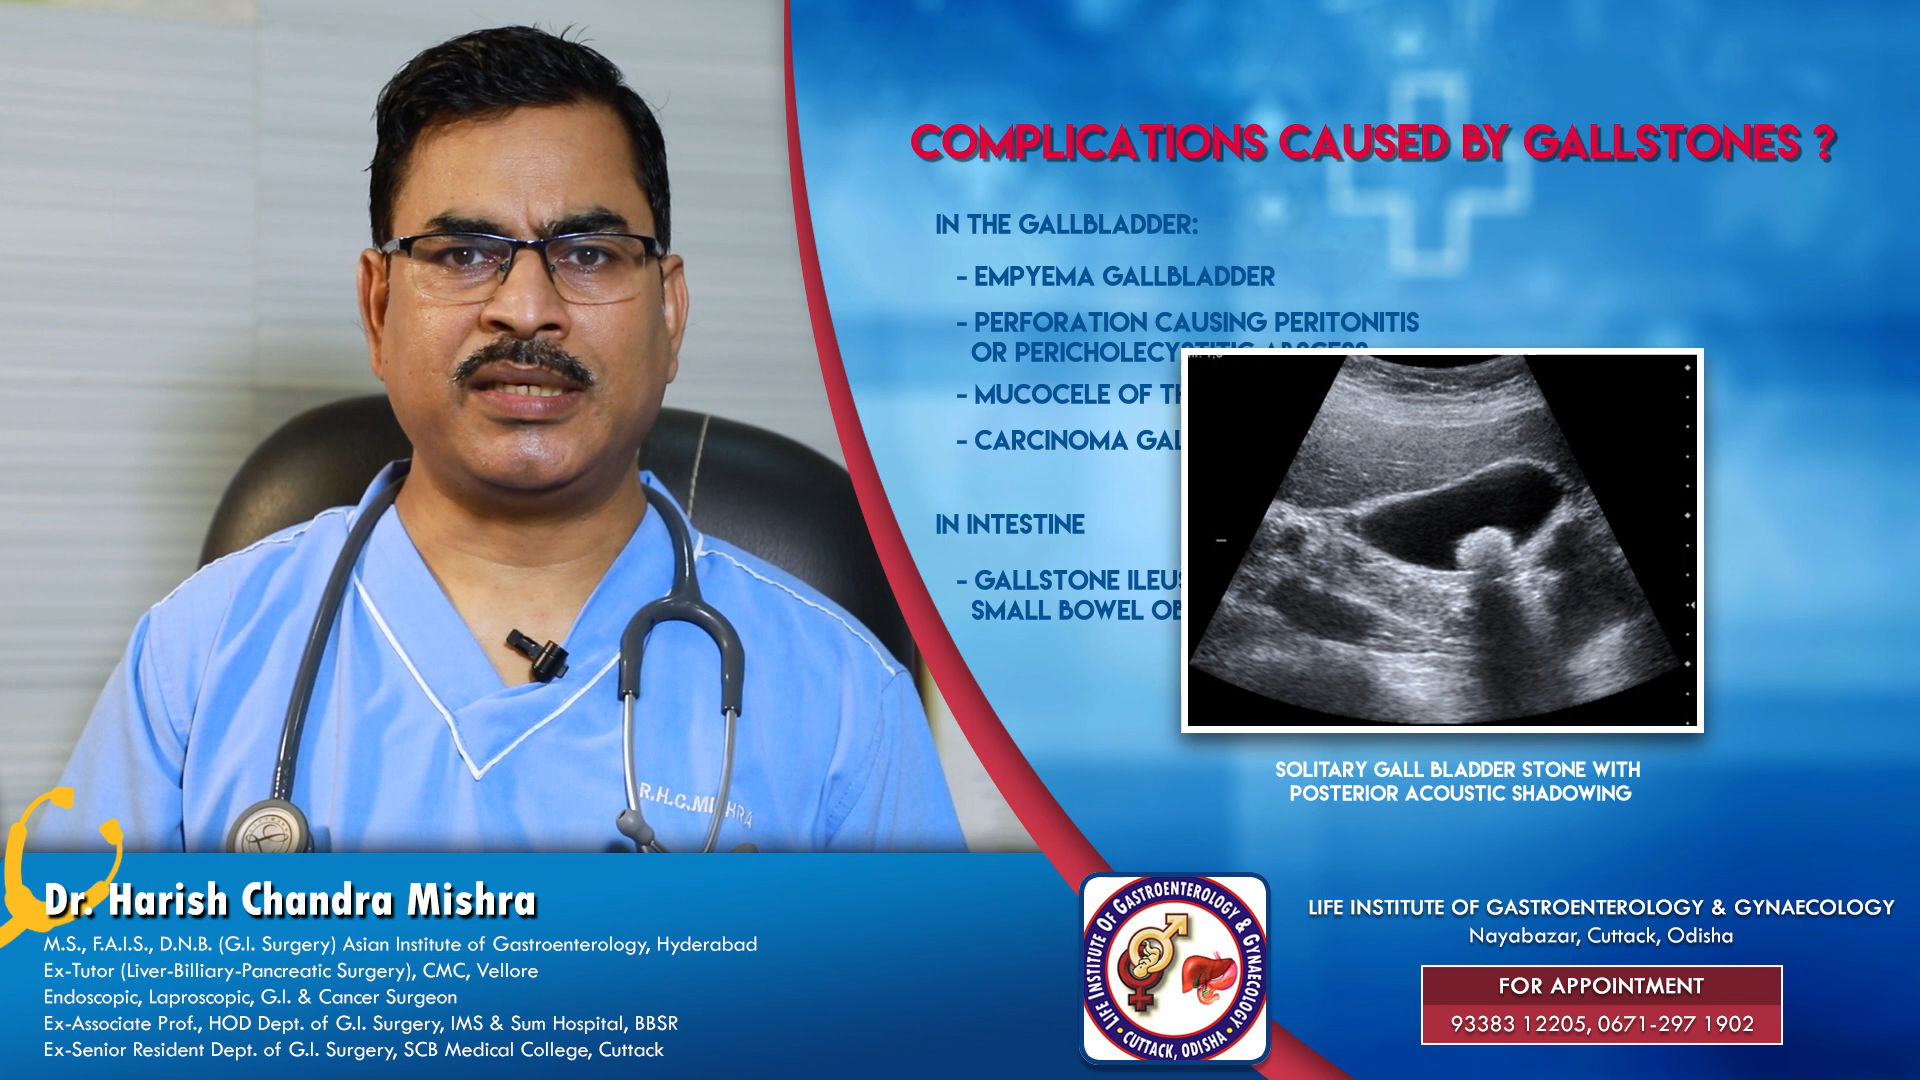 COMPLICATIONS CAUSED BY GALLSTONES ?
IN THE GALLBLADDER:
- EMPYEMA GALLBLADDER
- PERFORATION CAUSING PERITONITIS
OR
- MUCOCELE OF
- CARCINOMA
IN INTESTINE
- GALLSTONE
SMALL BOWEL
SOLITARY GALL BLADDER STONE WITH
POSTERIOR ACOUSTIC SHADOWING
Dr. Harish Chandra Mishra
M.S., F.A.I.S., D.N.B. (G.I. Surgery) Asian Institute of Gastroenterology, Hyderabad
Ex-Tutor (Liver-Billiary-Pancreatic Surgery), CMC, Vellore
Endoscopic, Laproscopic, G.I. & Cancer Surgeon
Ex-Associate Prof., HOD Dept. of G.I. Surgery, IMS & Sum Hospital, BBSR
Ex-Senior Resident Dept. of G.I. Surgery, SCB Medical College, Cuttack
LIFE INSTITUTE OF GASTROENTEROLOGY & GYNAECOLOGY
• CUTTACK, ODISHA •
LIFE INSTITUTE OF GASTROENTEROLOGY & GYNAECOLOGY
Nayabazar, Cuttack, Odisha
FOR APPOINTMENT
93383 12205, 0671-297 1902